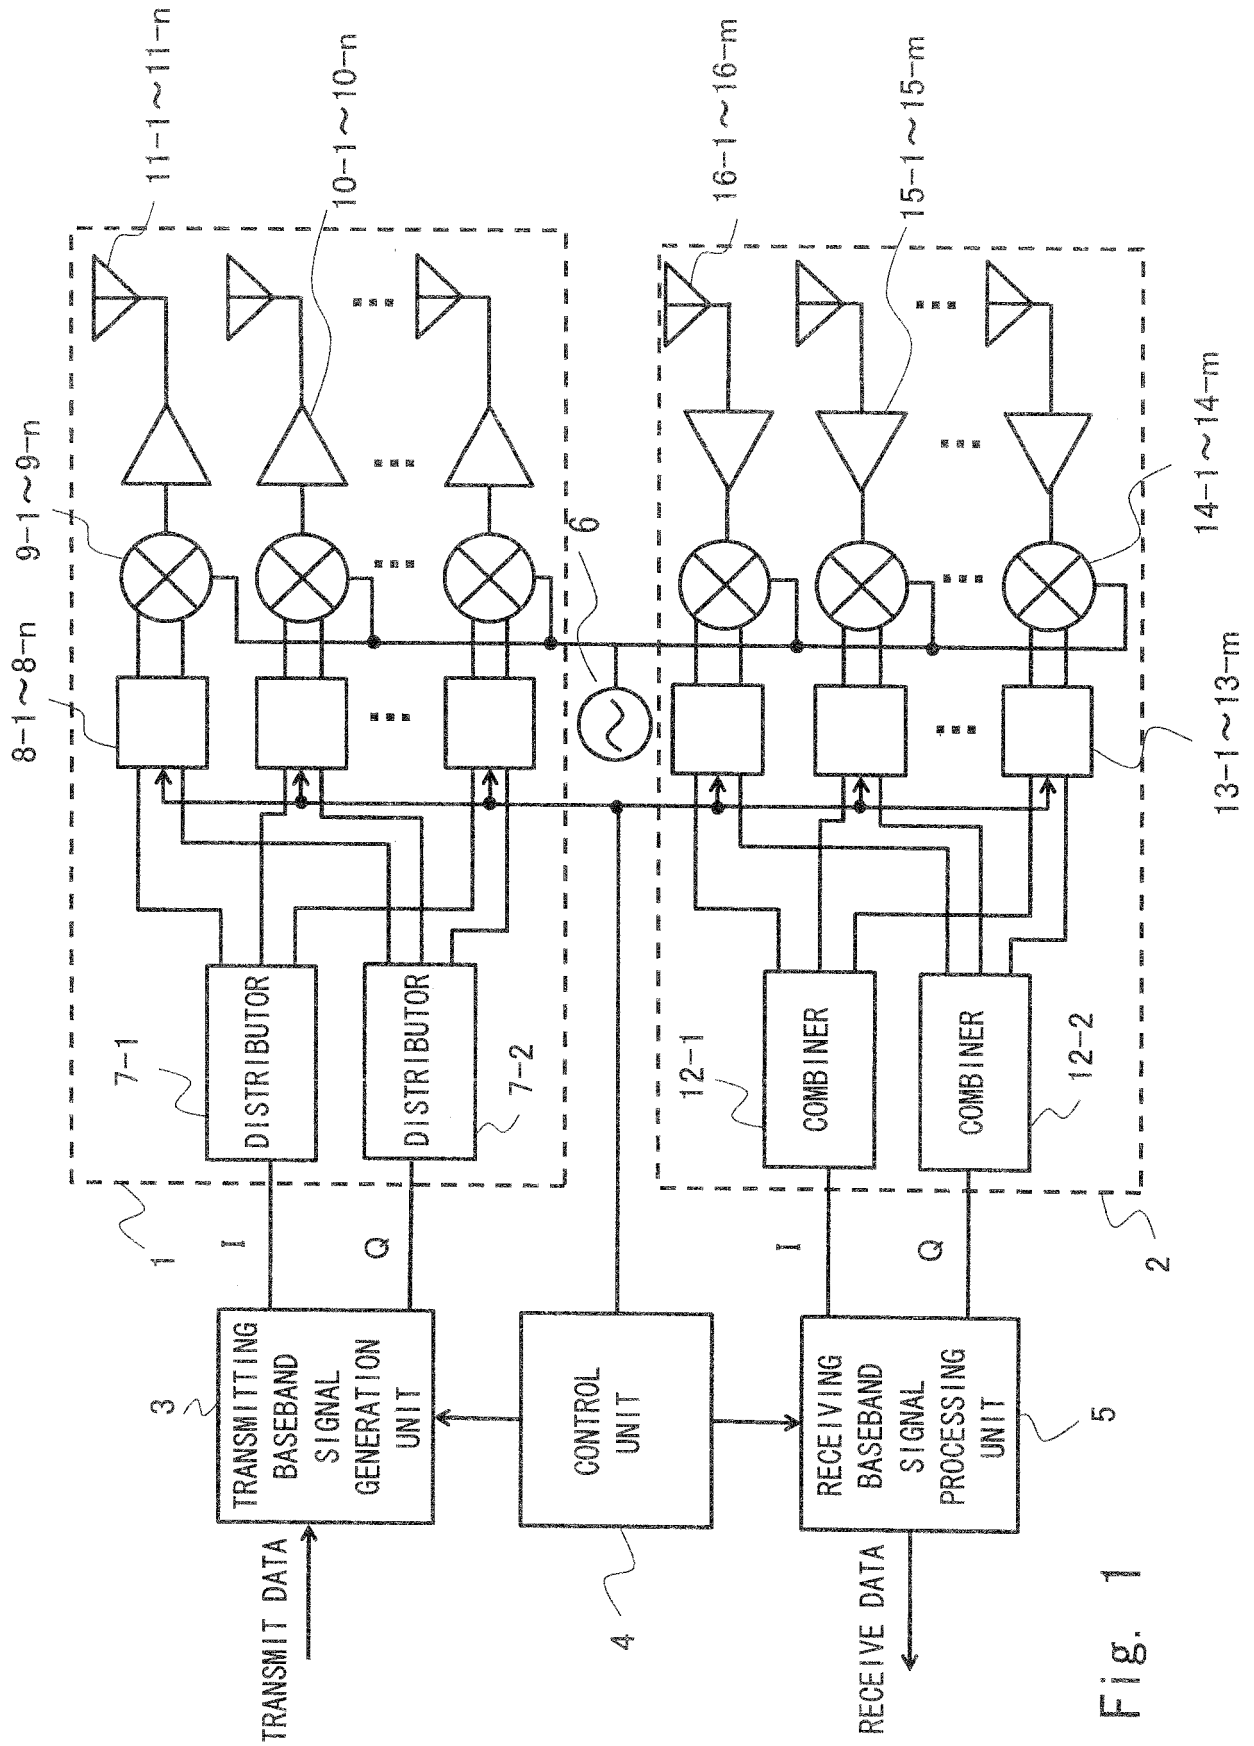 11-1~11-n
10-1~10-n
9-1~9-n
8-1~8-n
6
16-1~16-m
15-1~15-m
14-1~14-m
13-1~13-m
7-1
DISTRIBUTOR
DISTRIBUTOR
7-2
12-1
COMBINER
COMBINER
12-2
1
I
Q
I
Q
2
3
TRANSMITTING
BASEBAND
SIGNAL
GENERATION
UNIT
CONTROL
UNIT
4
RECEIVING
BASEBAND
SIGNAL
PROCESSING
UNIT
5
TRANSMIT DATA
RECEIVE DATA
Fig. 1